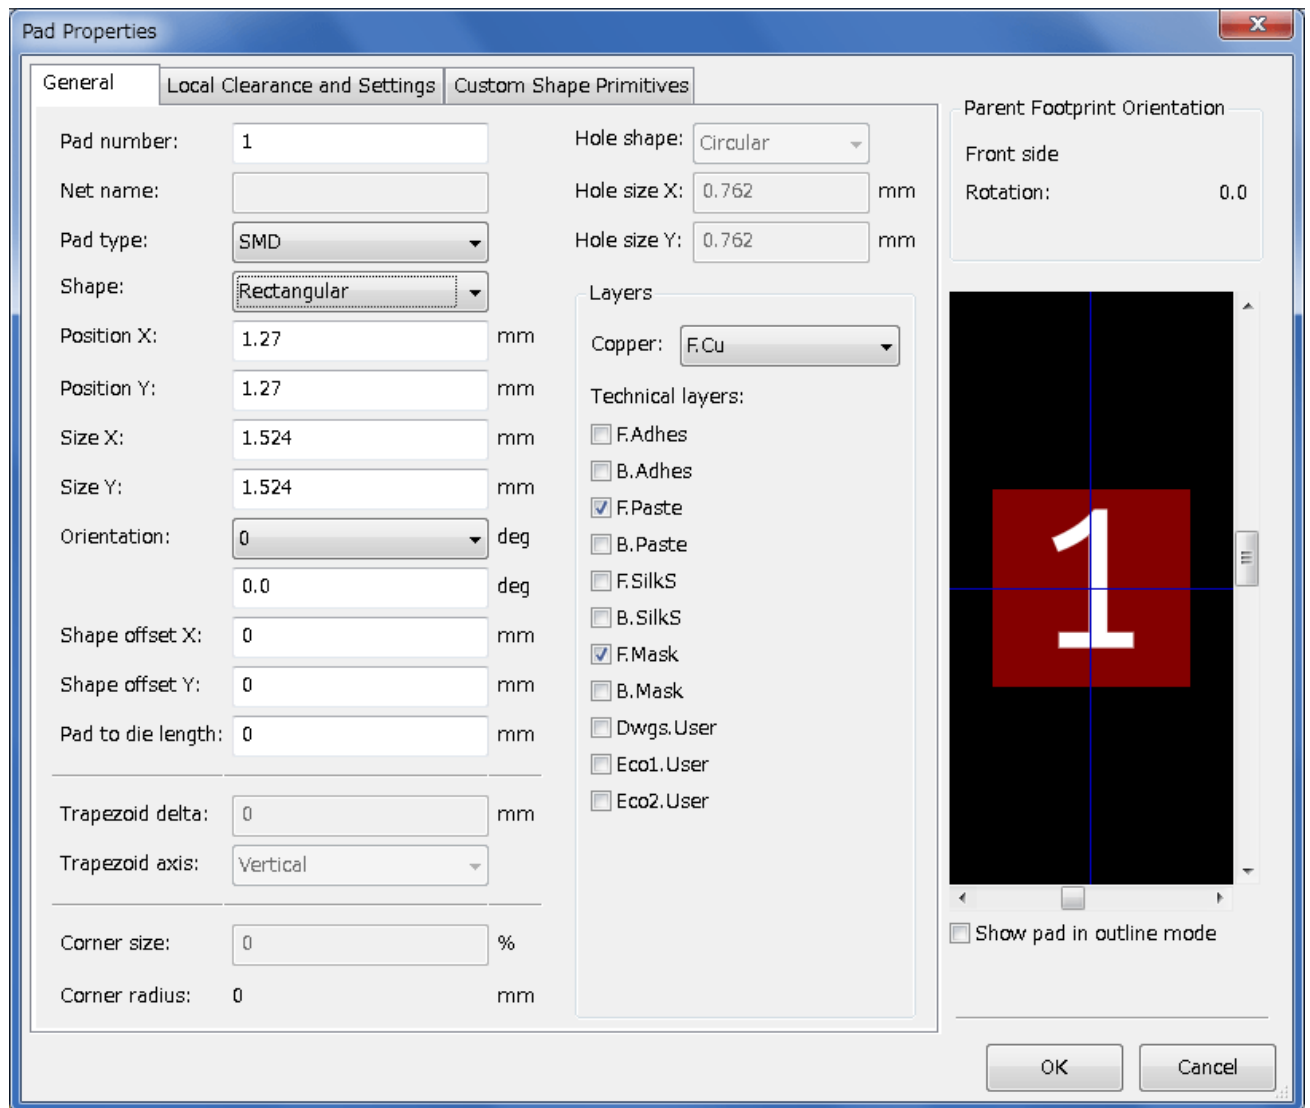 Pad Properties
General
Local Clearance and Settings
Custom Shape Primitives
Pad number: 1
Net name:
Pad type: SMD
Shape: Rectangular
Position X: 1.27 mm
Position Y: 1.27 mm
Size X: 1.524 mm
Size Y: 1.524 mm
Orientation: 0 deg
0.0 deg
Shape offset X: 0 mm
Shape offset Y: 0 mm
Pad to die length: 0 mm
Trapezoid delta: 0 mm
Trapezoid axis: Vertical
Corner size: 0 %
Corner radius: 0 mm
Hole shape: Circular
Hole size X: 0.762 mm
Hole size Y: 0.762 mm
Layers
Copper: F.Cu
Technical layers:
F.Adhes
B.Adhes
F.Paste
B.Paste
F.SilkS
B.SilkS
F.Mask
B.Mask
Dwgs.User
Eco1.User
Eco2.User
Parent Footprint Orientation
Front side
Rotation: 0.0
1
Show pad in outline mode
OK
Cancel